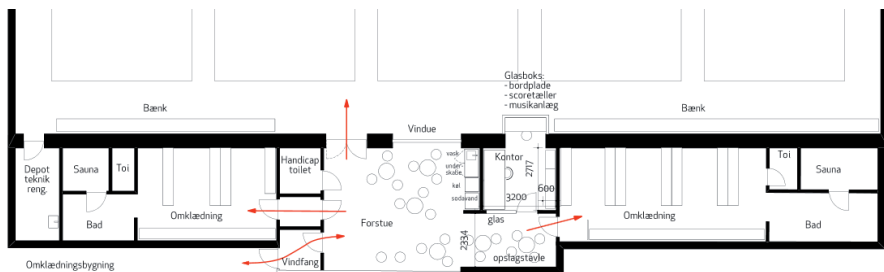 Glasboks:
- bordplade
- scoretæller
- musikanlæg
Bænk
Bænk
Vindue
Depot
teknik
reng.
Sauna
Toi
Handicap
toilet
vask
under-
skabe
køl
sodavand
Kontor
2717
3200
600
Toi
Sauna
Omklædning
Forstue
glas
Omklædning
Bad
Bad
2334
Vindfang
opslagstavle
Omklædningsbygning